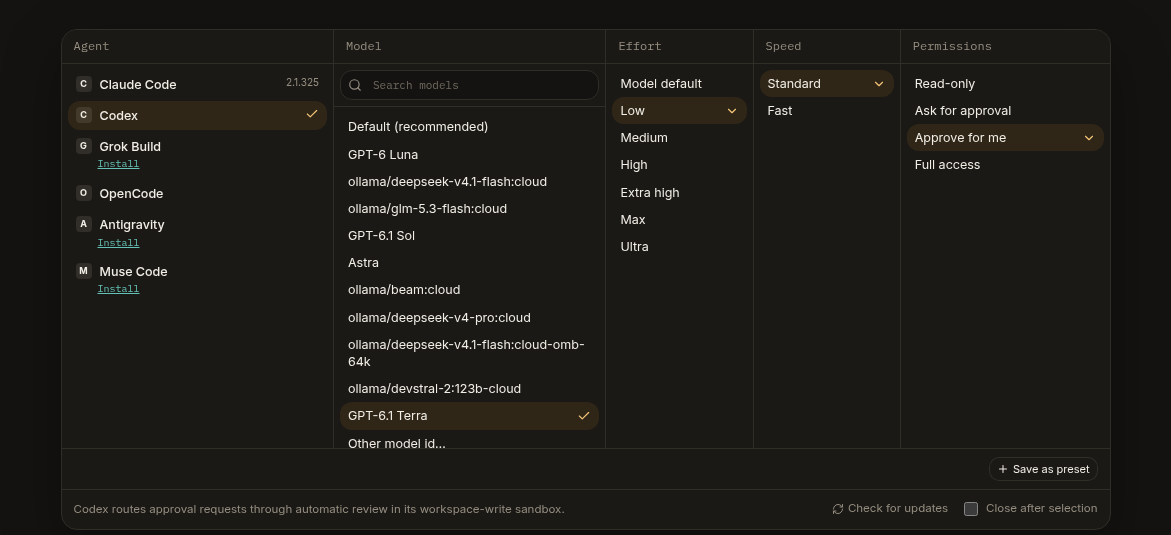 Agent
Model
Effort
Speed
Permissions
C Claude Code 2.1.325
C Codex
G Grok Build
Install
O OpenCode
A Antigravity
Install
M Muse Code
Install
Search models
Default (recommended)
GPT-6 Luna
ollama/deepseek-v4.1-flash:cloud
ollama/glm-5.3-flash:cloud
GPT-6.1 Sol
Astra
ollama/beam:cloud
ollama/deepseek-v4-pro:cloud
ollama/deepseek-v4.1-flash:cloud-omb-
64k
ollama/devstral-2:123b-cloud
GPT-6.1 Terra
Other model id...
Model default
Low
Medium
High
Extra high
Max
Ultra
Standard
Fast
Read-only
Ask for approval
Approve for me
Full access
+ Save as preset
Codex routes approval requests through automatic review in its workspace-write sandbox.
Check for updates
Close after selection